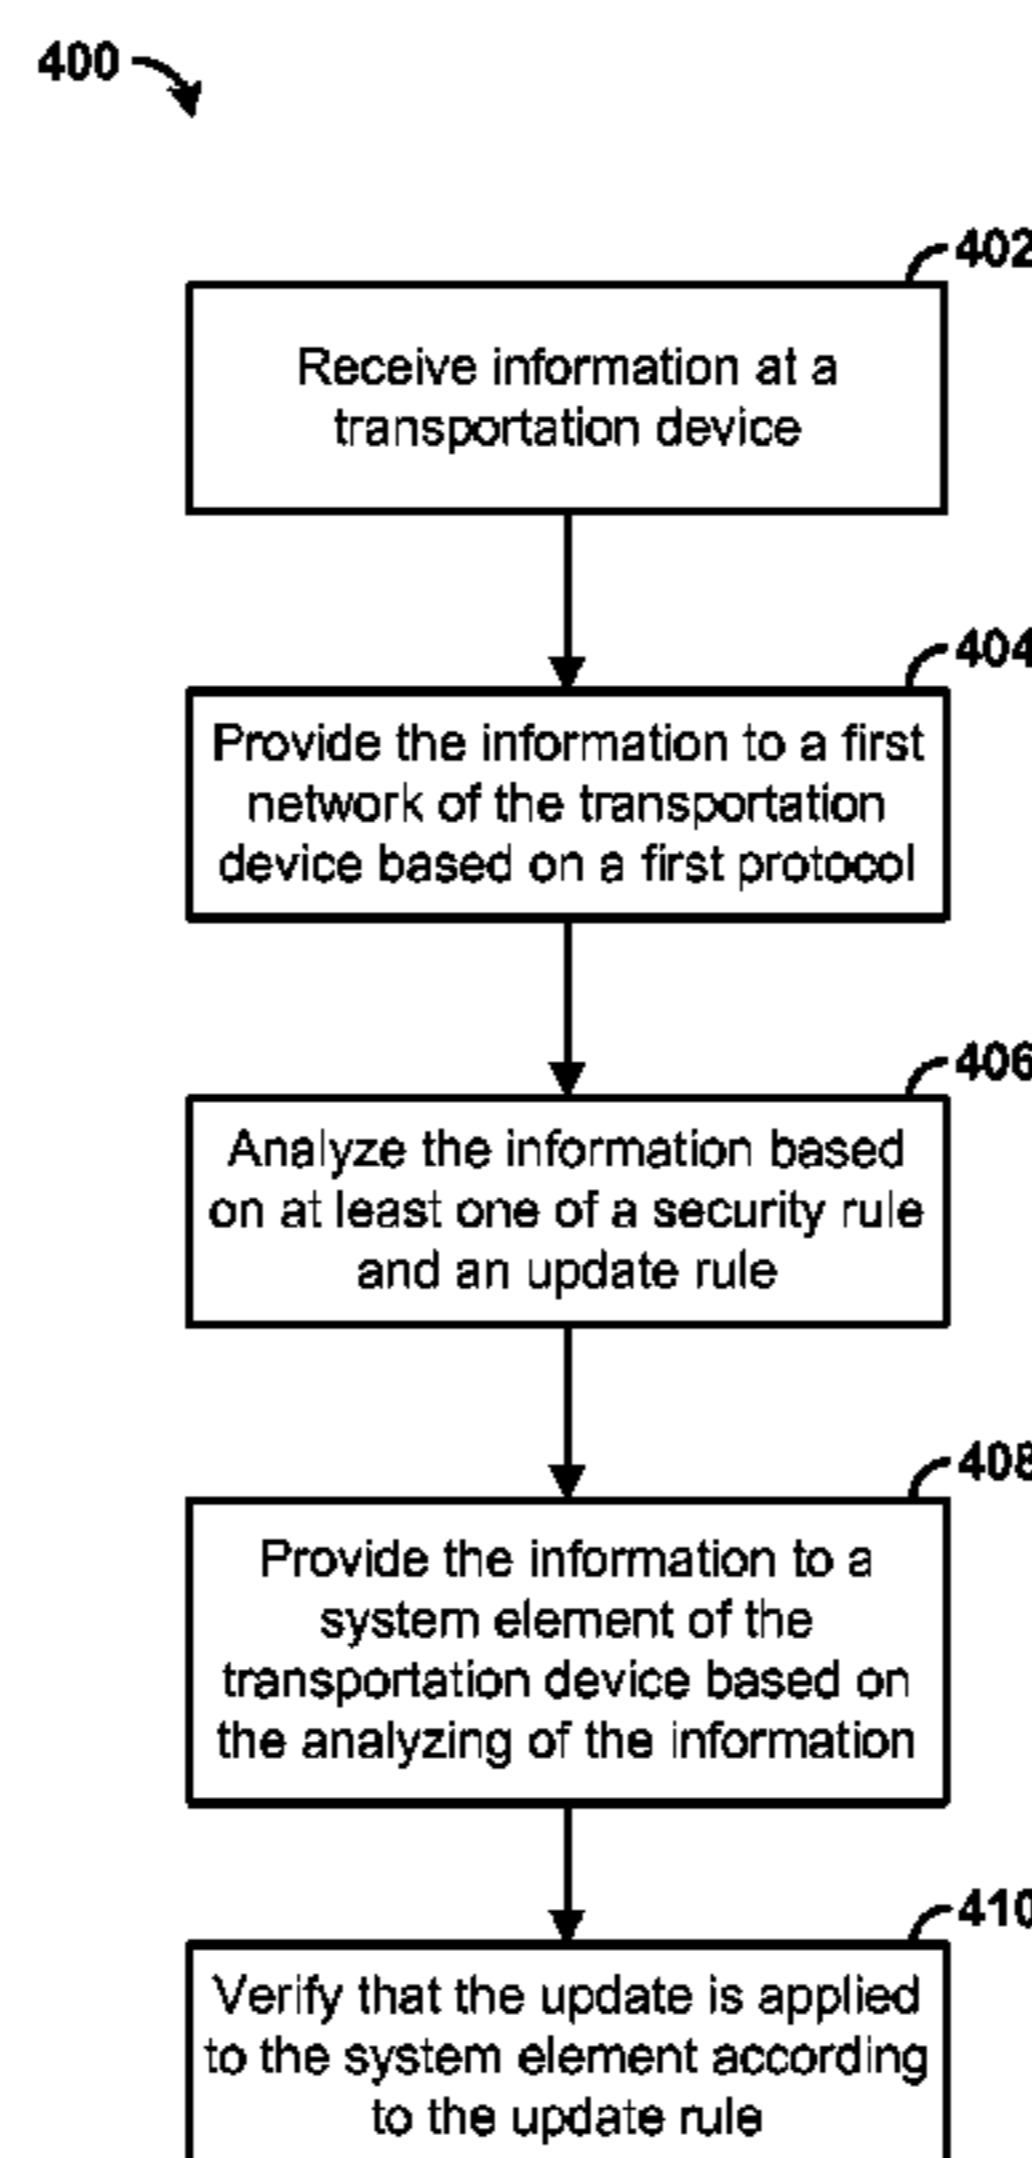 400
402
Receive information at a
transportation device
404
Provide the information to a first
network of the transportation
device based on a first protocol
406
Analyze the information based
on at least one of a security rule
and an update rule
408
Provide the information to a
system element of the
transportation device based on
the analyzing of the information
410
Verify that the update is applied
to the system element according
to the update rule